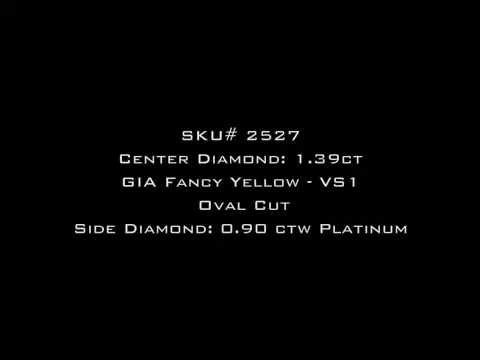 SKU# 2527
Center Diamond: 1.39ct
GIA Fancy Yellow - VS1
Oval Cut
Side Diamond: 0.90 ctw Platinum